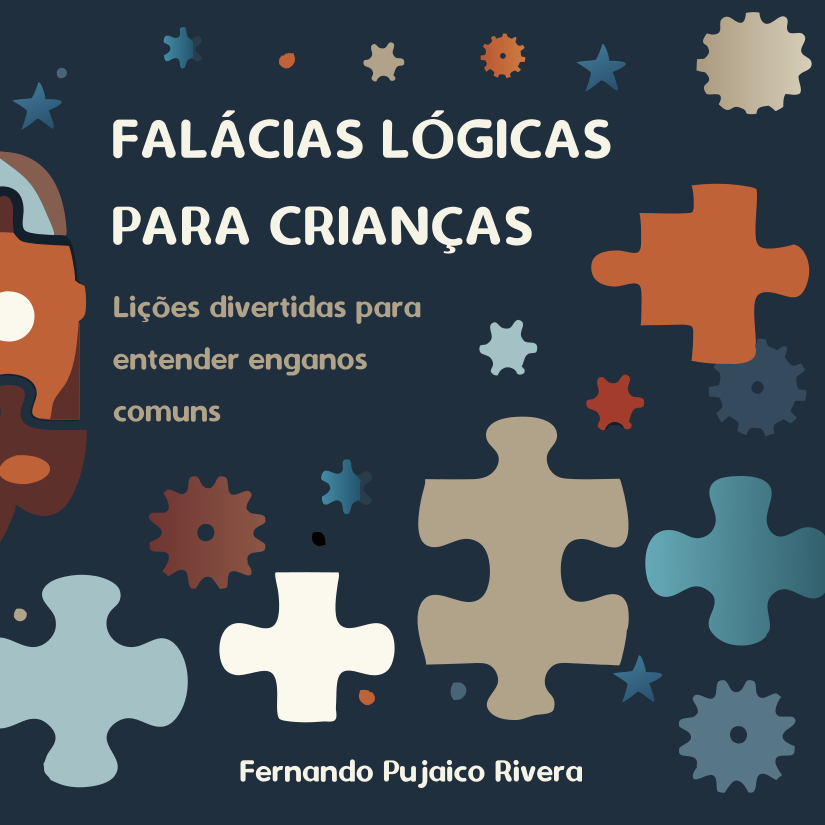 FALÁCIAS LÓGICAS
PARA CRIANÇAS
Lições divertidas para
entender enganos
comuns
Fernando Pujaico Rivera